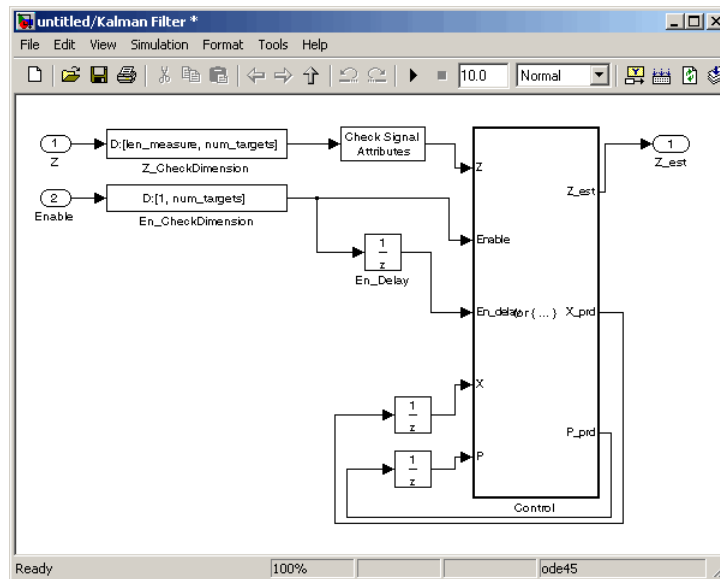 untitled/Kalman Filter *
File Edit View Simulation Format Tools Help
10.0 Normal
1
Z
D:[len_measure, num_targets]
Z_CheckDimension
Check Signal
Attributes
1
Z_est
2
Enable
D:[1, num_targets]
En_CheckDimension
1
z
En_Delay
Z
Z_est
Enable
En_delay
for { ... }
X_prd
X
1
z
P_prd
P
1
z
Control
Ready 100% ode45